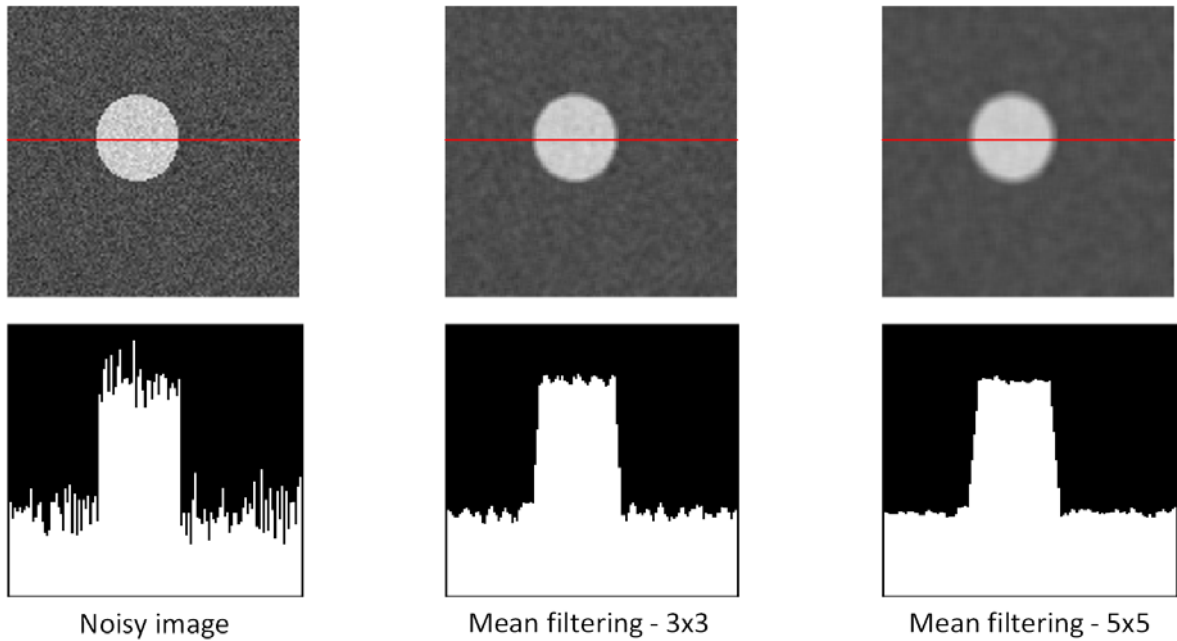 Noisy image
Mean filtering - 3x3
Mean filtering - 5x5